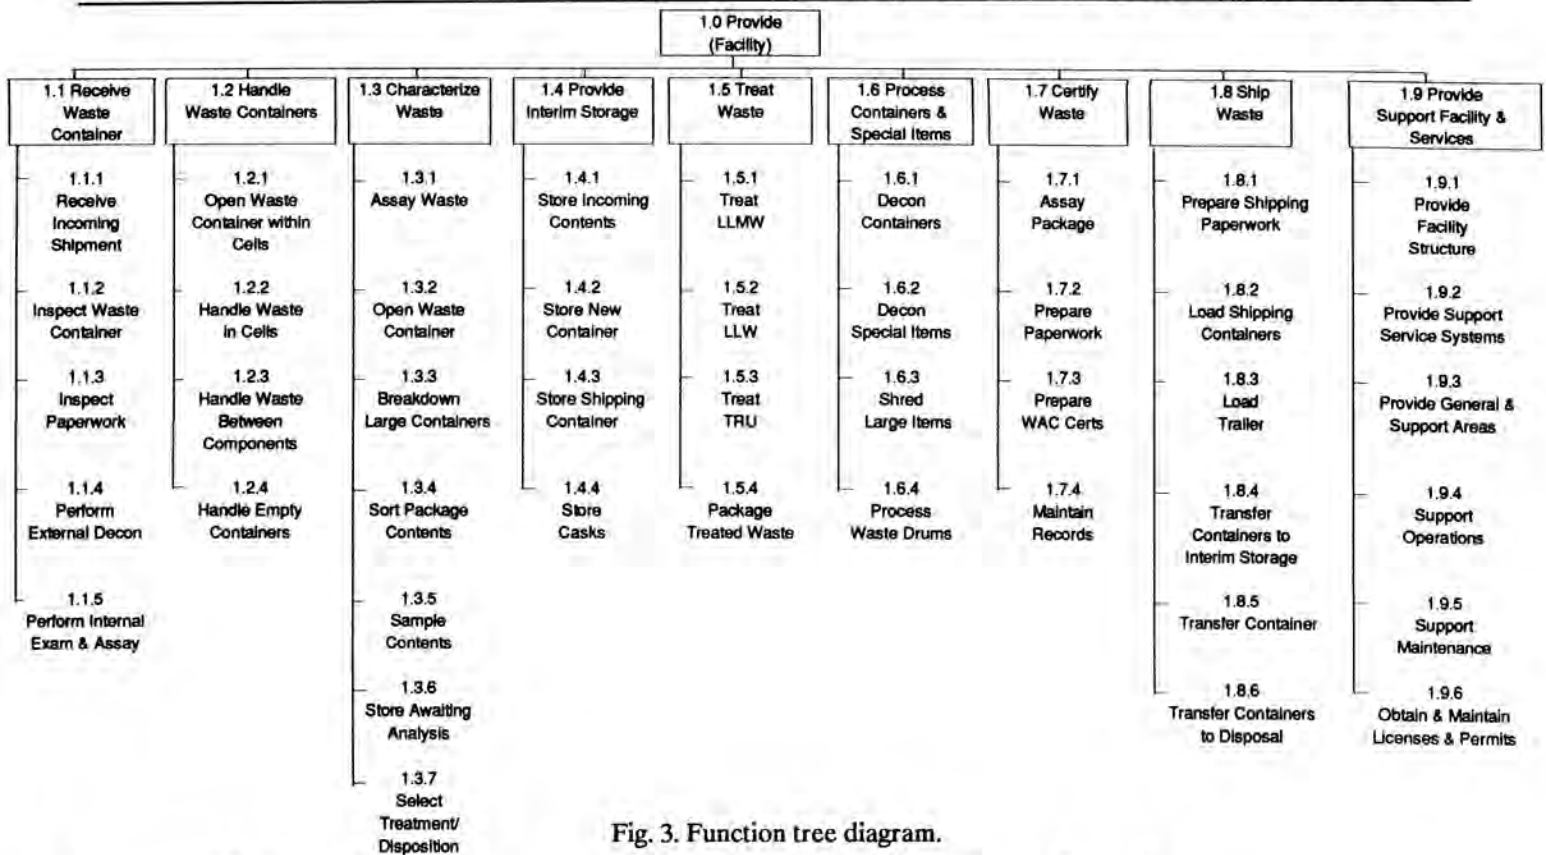 1.0 Provide
(Facility)
1.1 Receive
Waste
Container
1.1.1
Receive
Incoming
Shipment
1.1.2
Inspect Waste
Container
1.1.3
Inspect
Paperwork
1.1.4
Perform
External Decon
1.1.5
Perform Internal
Exam & Assay
1.2 Handle
Waste Containers
1.2.1
Open Waste
Container within
Cells
1.2.2
Handle Waste
in Cells
1.2.3
Handle Waste
Between
Components
1.2.4
Handle Empty
Containers
1.3 Characterize
Waste
1.3.1
Assay Waste
1.3.2
Open Waste
Container
1.3.3
Breakdown
Large Containers
1.3.4
Sort Package
Contents
1.3.5
Sample
Contents
1.3.6
Store Awaiting
Analysis
1.3.7
Select
Treatment/
Disposition
1.4 Provide
Interim Storage
1.4.1
Store Incoming
Contents
1.4.2
Store New
Container
1.4.3
Store Shipping
Container
1.4.4
Store
Casks
1.5 Treat
Waste
1.5.1
Treat
LLMW
1.5.2
Treat
LLW
1.5.3
Treat
TRU
1.5.4
Package
Treated Waste
1.6 Process
Containers &
Special Items
1.6.1
Decon
Containers
1.6.2
Decon
Special Items
1.6.3
Shred
Large Items
1.6.4
Process
Waste Drums
1.7 Certify
Waste
1.7.1
Assay
Package
1.7.2
Prepare
Paperwork
1.7.3
Prepare
WAC Certs
1.7.4
Maintain
Records
1.8 Ship
Waste
1.8.1
Prepare Shipping
Paperwork
1.8.2
Load Shipping
Containers
1.8.3
Load
Trailer
1.8.4
Transfer
Containers to
Interim Storage
1.8.5
Transfer Container
1.8.6
Transfer Containers
to Disposal
1.9 Provide
Support Facility &
Services
1.9.1
Provide
Facility
Structure
1.9.2
Provide Support
Service Systems
1.9.3
Provide General &
Support Areas
1.9.4
Support
Operations
1.9.5
Support
Maintenance
1.9.6
Obtain & Maintain
Licenses & Permits
Fig. 3. Function tree diagram.